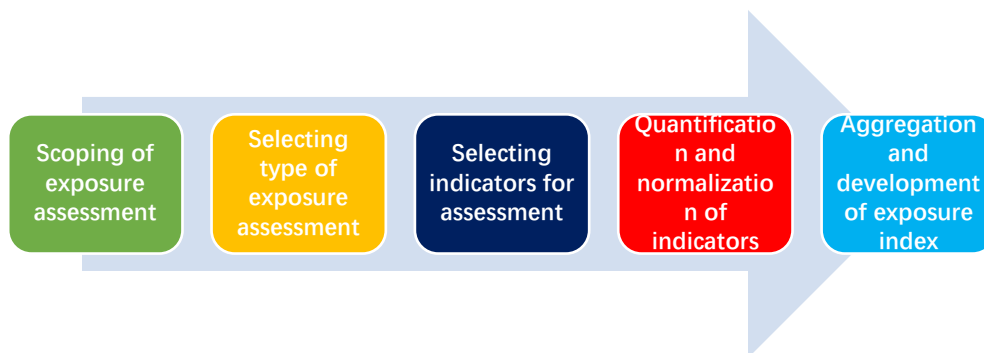 Scoping of
exposure
assessment
Selecting
type of
exposure
assessment
Selecting
indicators for
assessment
Quantificatio
n and
normalizatio
n of
indicators
Aggregation
and
development
of exposure
index